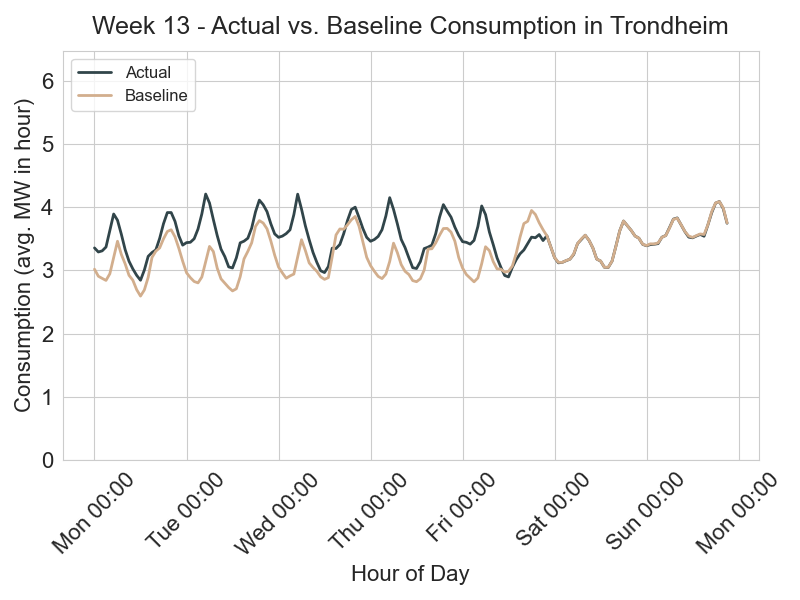 Week 13 - Actual vs. Baseline Consumption in Trondheim
Actual
Baseline
Consumption (avg. MW in hour)
6
5
4
3
2
1
0
Mon 00:00
Tue 00:00
Wed 00:00
Thu 00:00
Fri 00:00
Sat 00:00
Sun 00:00
Mon 00:00
Hour of Day